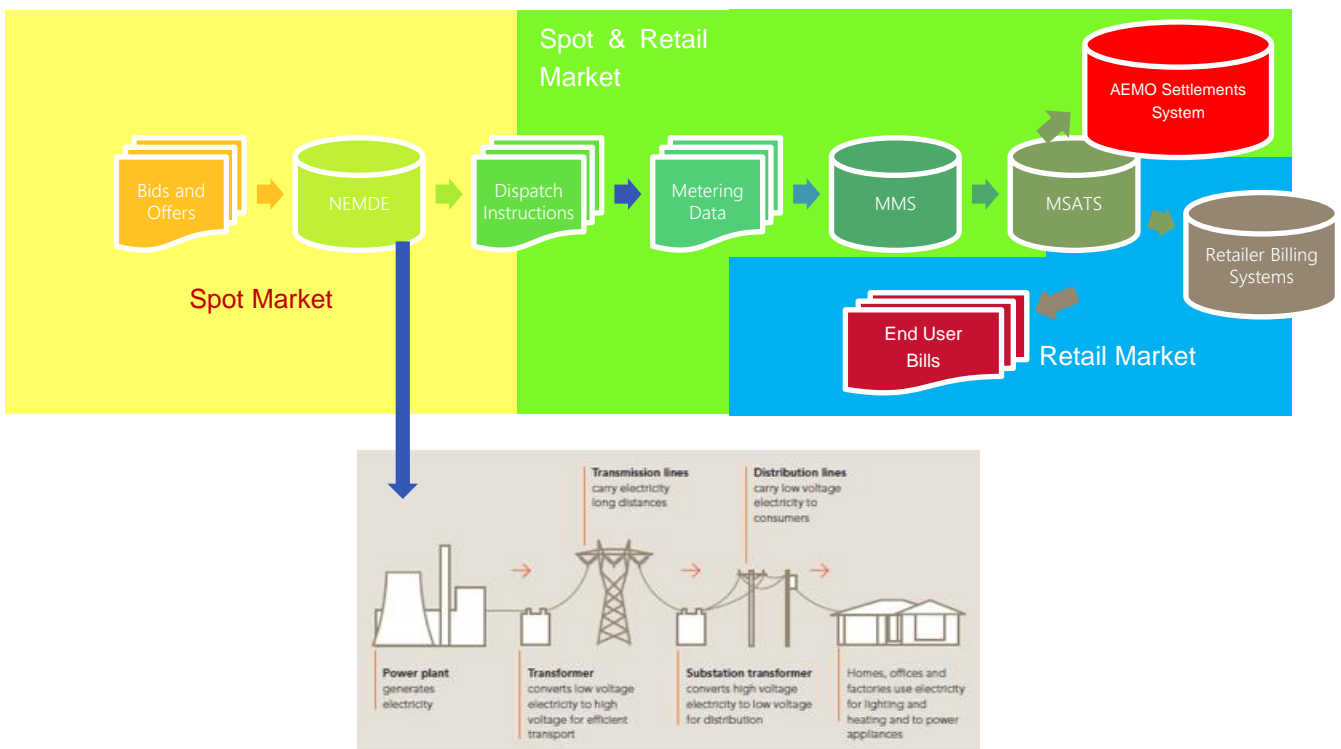 Spot & Retail
Market
AEMO Settlements
System
Bids and
Offers
NEMDE
Dispatch
Instructions
Metering
Data
MMS
MSATS
Retailer Billing
Systems
Spot Market
End User
Bills
Retail Market
Transmission lines
carry electricity
long distances
Distribution lines
carry low voltage
electricity to
consumers
Power plant
generates
electricity
Transformer
converts low voltage
electricity to high
voltage for efficient
transport
Substation transformer
converts high voltage
electricity to low voltage
for distribution
Homes, offices and
factories use electricity
for lighting and
heating and to power
appliances